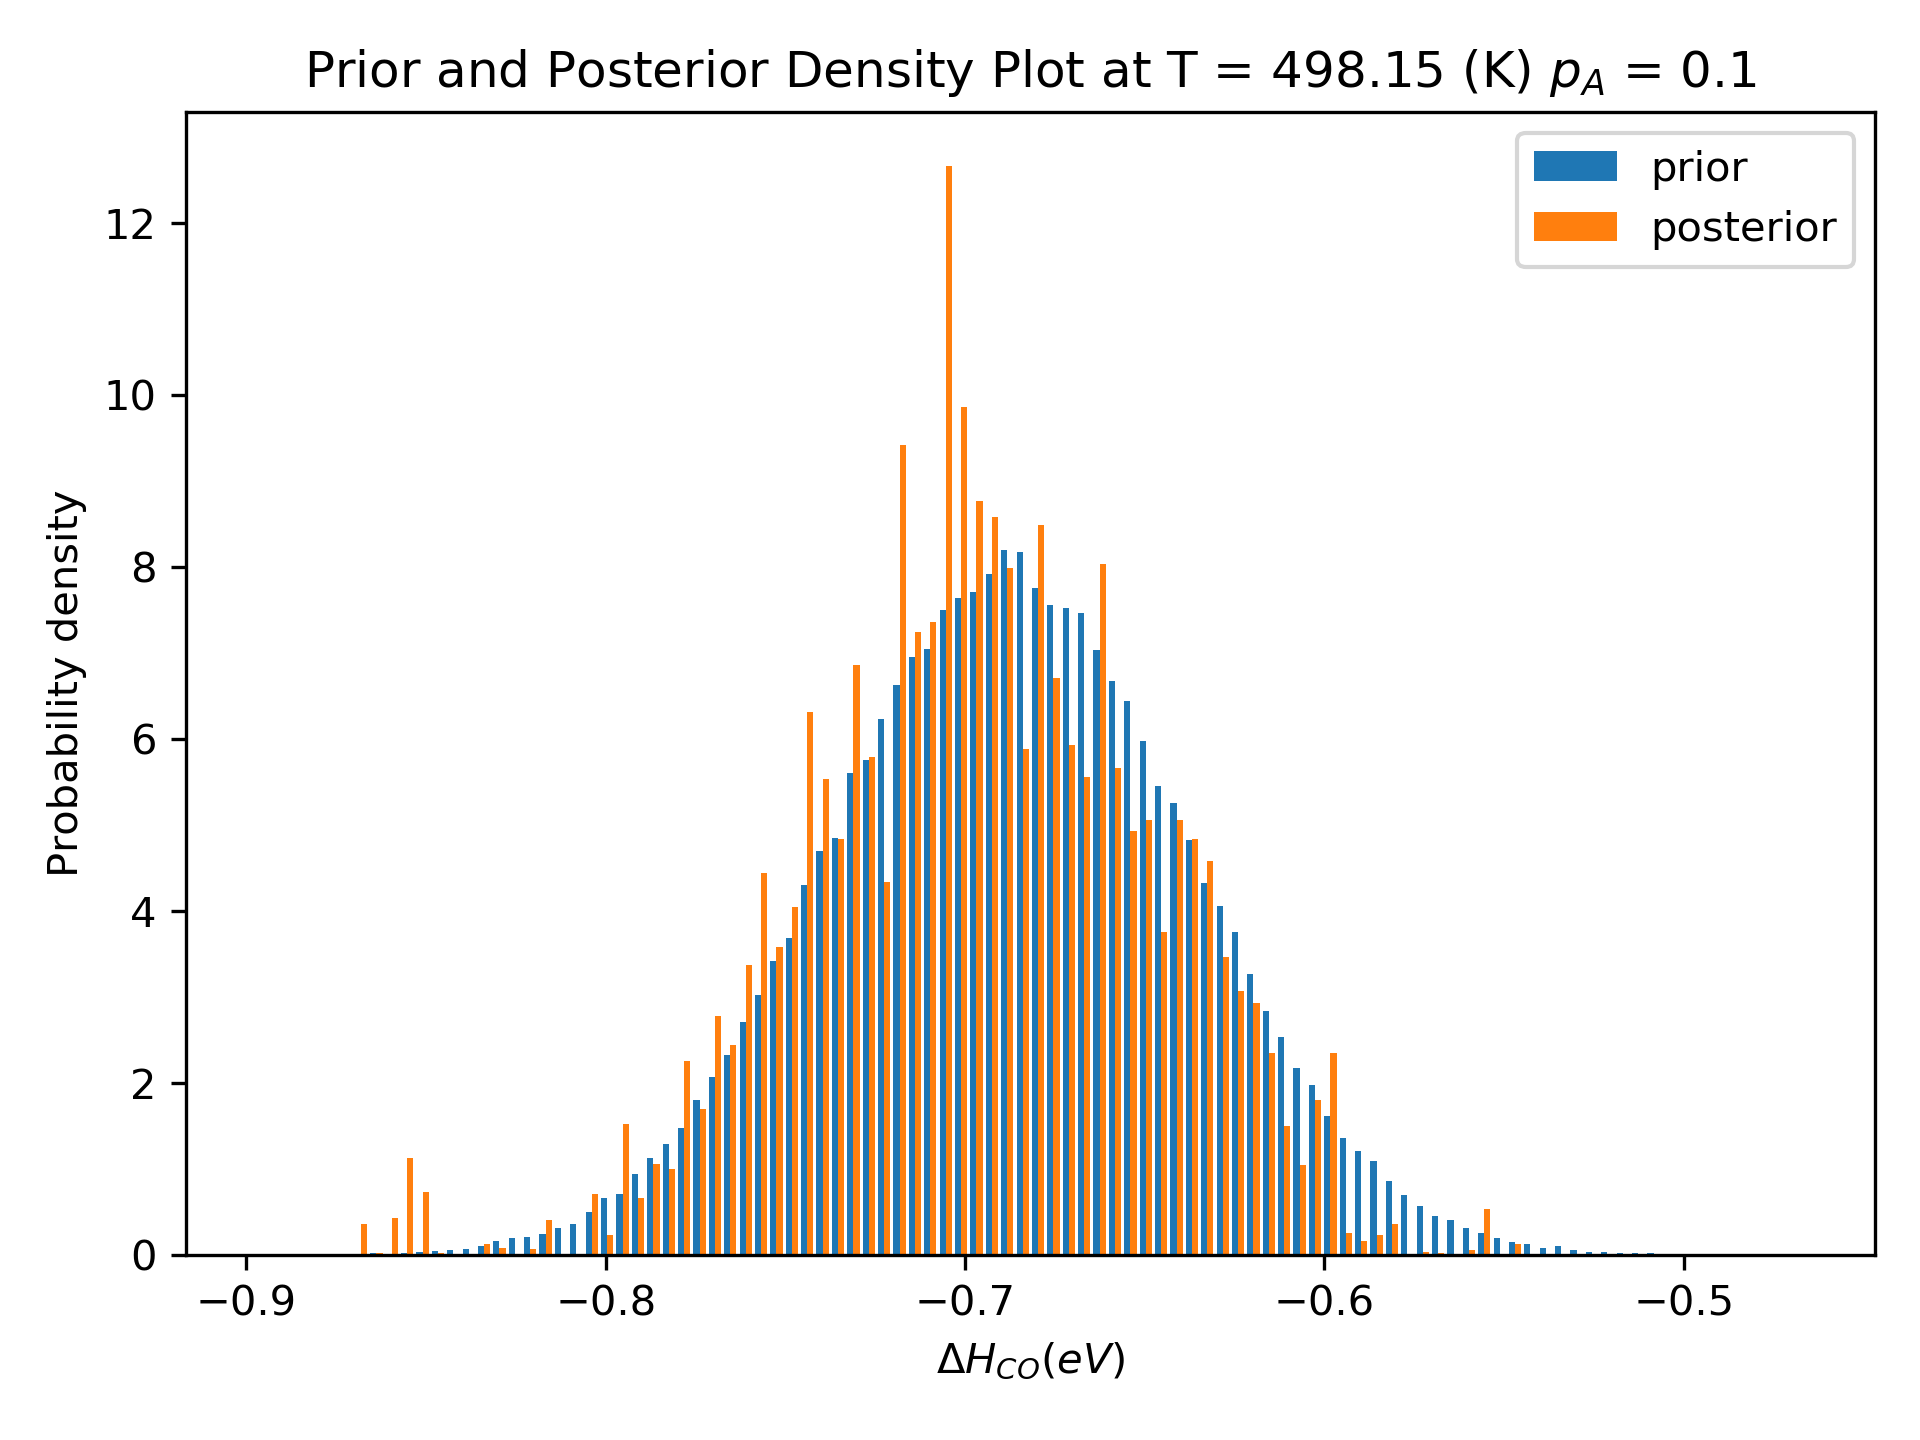 Prior and Posterior Density Plot at T = 498.15 (K) p_A = 0.1
prior
posterior
Probability density
12
10
8
6
4
2
0
−0.9 −0.8 −0.7 −0.6 −0.5
ΔH_CO(eV)